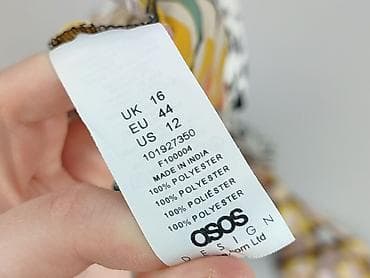 UK 16
EU 44
US 12
101927350
F100004
MADE IN INDIA
100% POLYESTER
100% POLYESTER
100% POLIÉSTER
100% POLYESTER
asos
DESIGN
Ltd